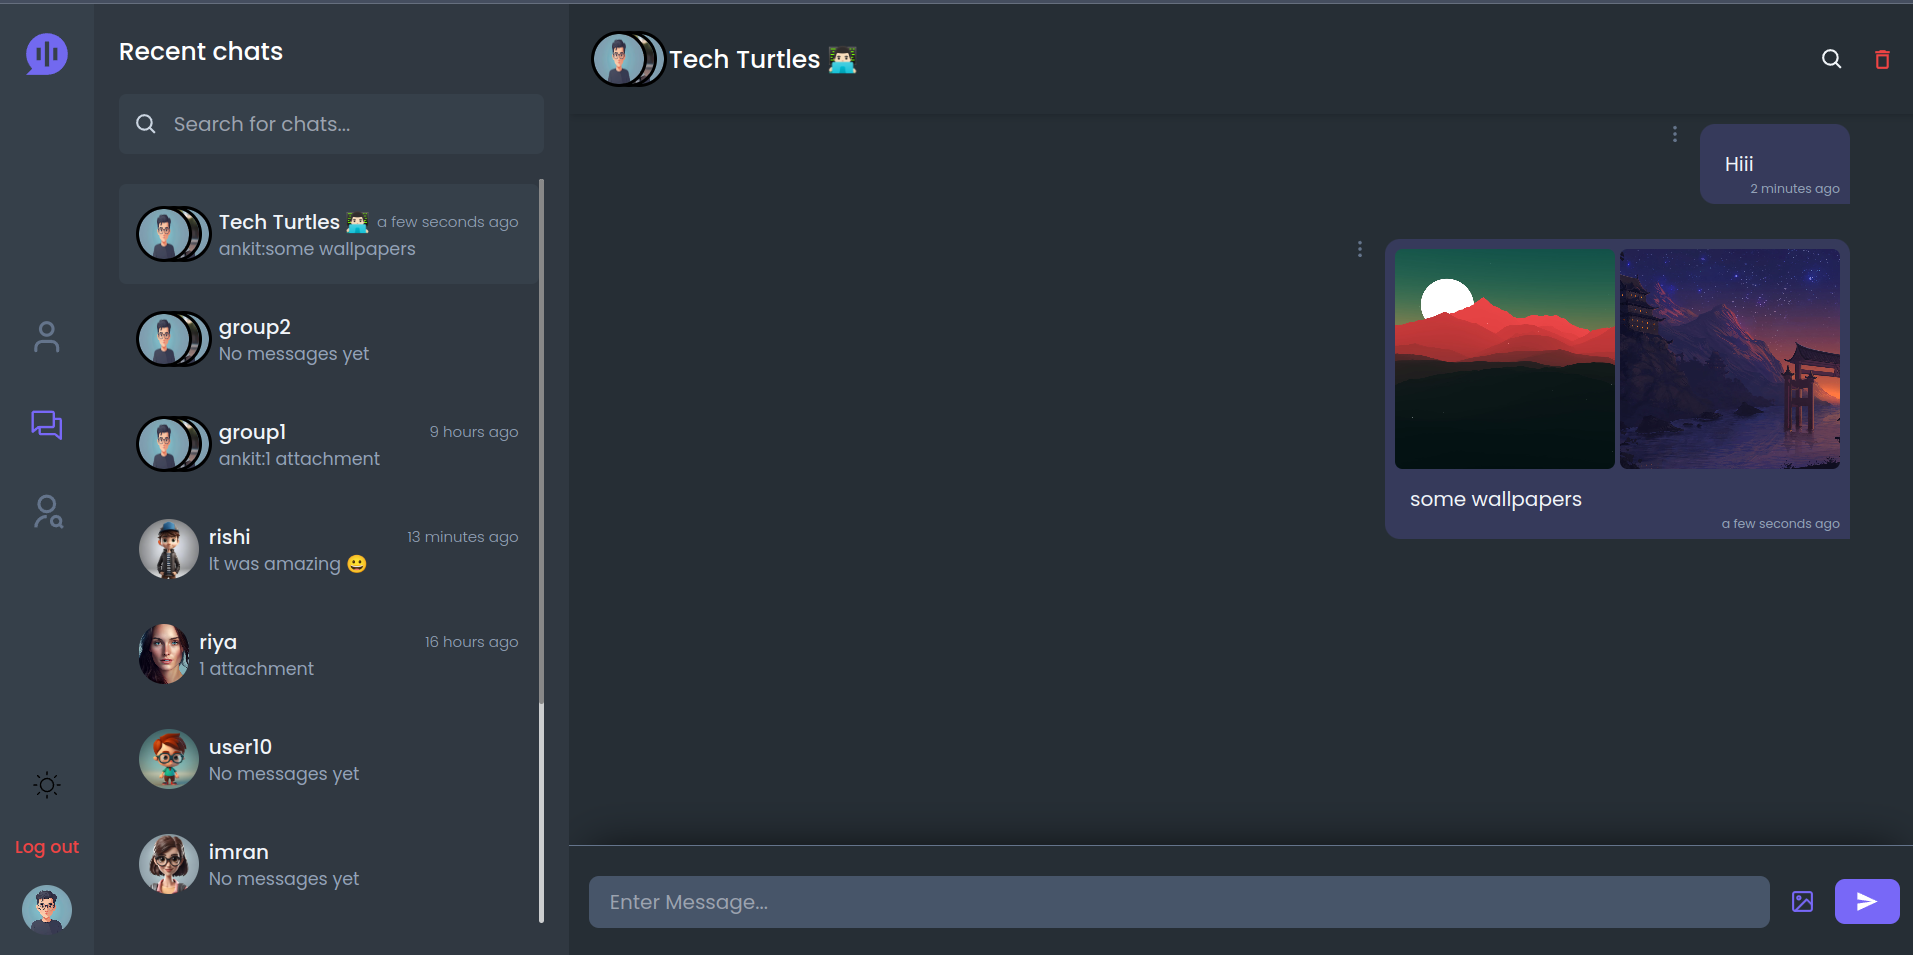 Recent chats
Search for chats...
Tech Turtles 👨🏻‍💻 a few seconds ago
ankit:some wallpapers
group2
No messages yet
group1 9 hours ago
ankit:1 attachment
rishi 13 minutes ago
It was amazing 😀
riya 16 hours ago
1 attachment
user10
No messages yet
imran
No messages yet
Log out
Tech Turtles 👨🏻‍💻
Hiii
2 minutes ago
some wallpapers
a few seconds ago
Enter Message...